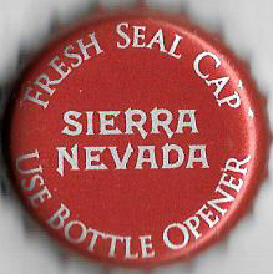 FRESH SEAL CAP
SIERRA
NEVADA
USE BOTTLE OPENER